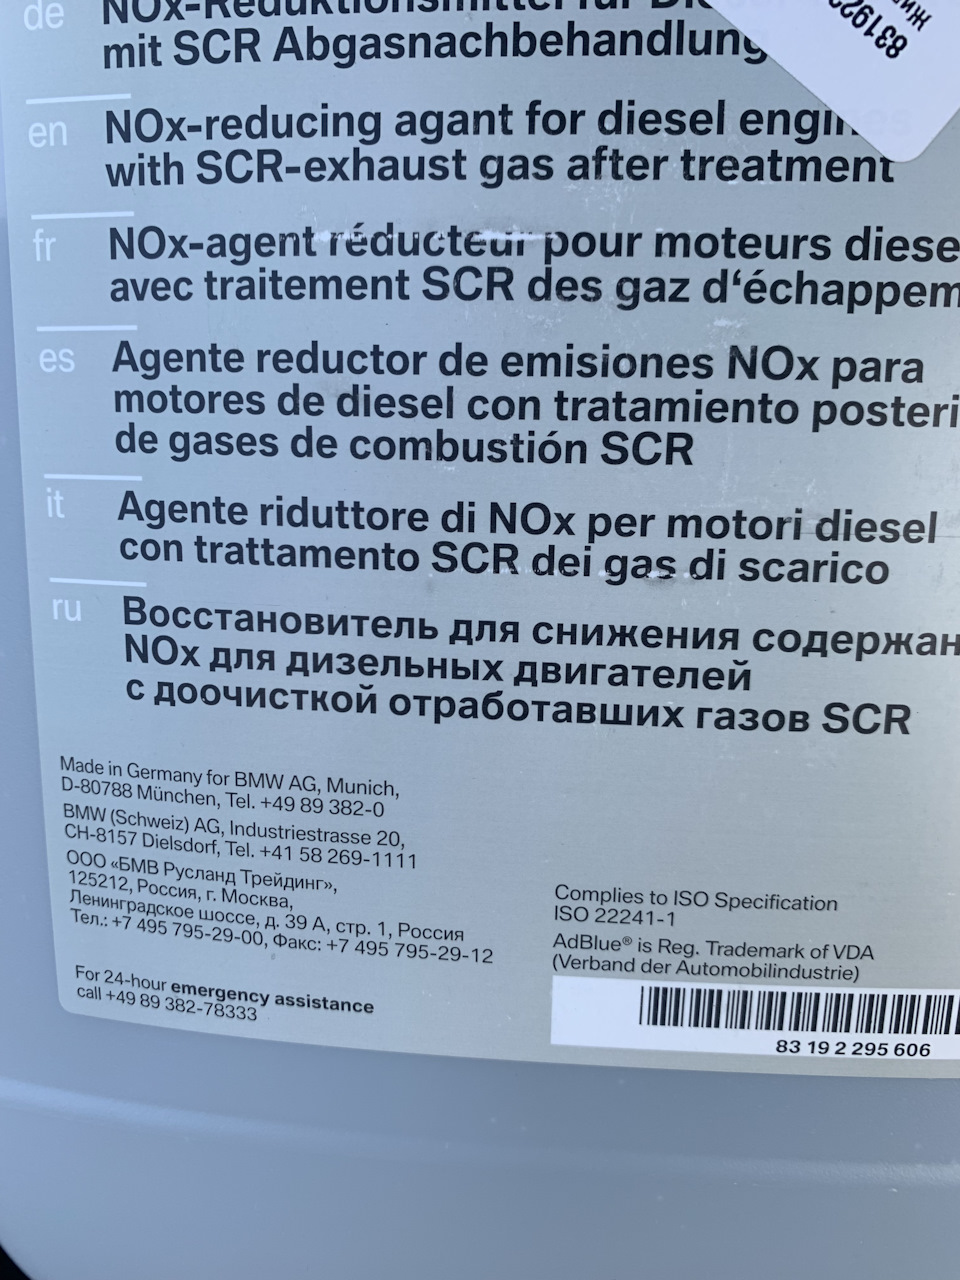 de
NOx-Reduktionsmittel für
mit SCR Abgasnachbehandlung
en
NOx-reducing agant for diesel engines
with SCR-exhaust gas after treatment
fr
NOx-agent réducteur pour moteurs diese
avec traitement SCR des gaz d‘échappem
es
Agente reductor de emisiones NOx para
motores de diesel con tratamiento posteri
de gases de combustión SCR
it
Agente riduttore di NOx per motori diesel
con trattamento SCR dei gas di scarico
ru
Восстановитель для снижения содержан
NOx для дизельных двигателей
с доочисткой отработавших газов SCR
Made in Germany for BMW AG, Munich,
D-80788 München, Tel. +49 89 382-0
BMW (Schweiz) AG, Industriestrasse 20,
CH-8157 Dielsdorf, Tel. +41 58 269-1111
ООО «БМВ Русланд Трейдинг»,
125212, Россия, г. Москва,
Ленинградское шоссе, д. 39 А, стр. 1, Россия
Тел.: +7 495 795-29-00, Факс: +7 495 795-29-12
For 24-hour emergency assistance
call +49 89 382-78333
Complies to ISO Specification
ISO 22241-1
AdBlue® is Reg. Trademark of VDA
(Verband der Automobilindustrie)
83 19 2 295 606